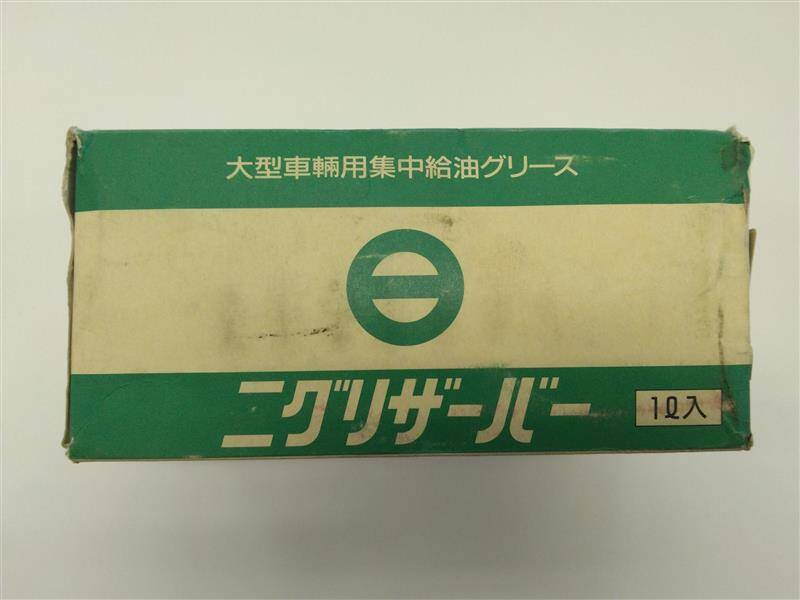 大型車輛用集中給油グリース
ニグリザーバー
1ℓ入